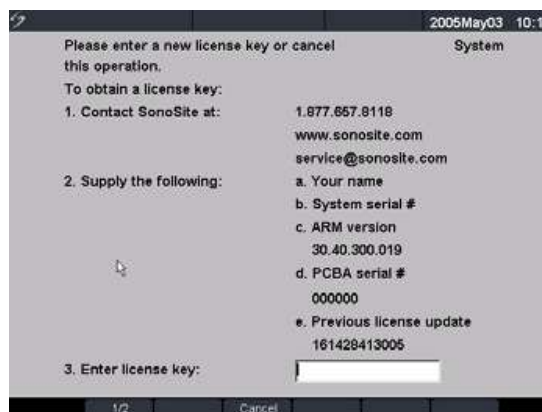 2005May03 10:1
Please enter a new license key or cancel System
this operation.
To obtain a license key:
1. Contact SonoSite at: 1.877.657.8118
www.sonosite.com
service@sonosite.com
2. Supply the following: a. Your name
b. System serial #
c. ARM version
30.40.300.019
d. PCBA serial #
000000
e. Previous license update
161428413005
3. Enter license key:
1/2 Cancel